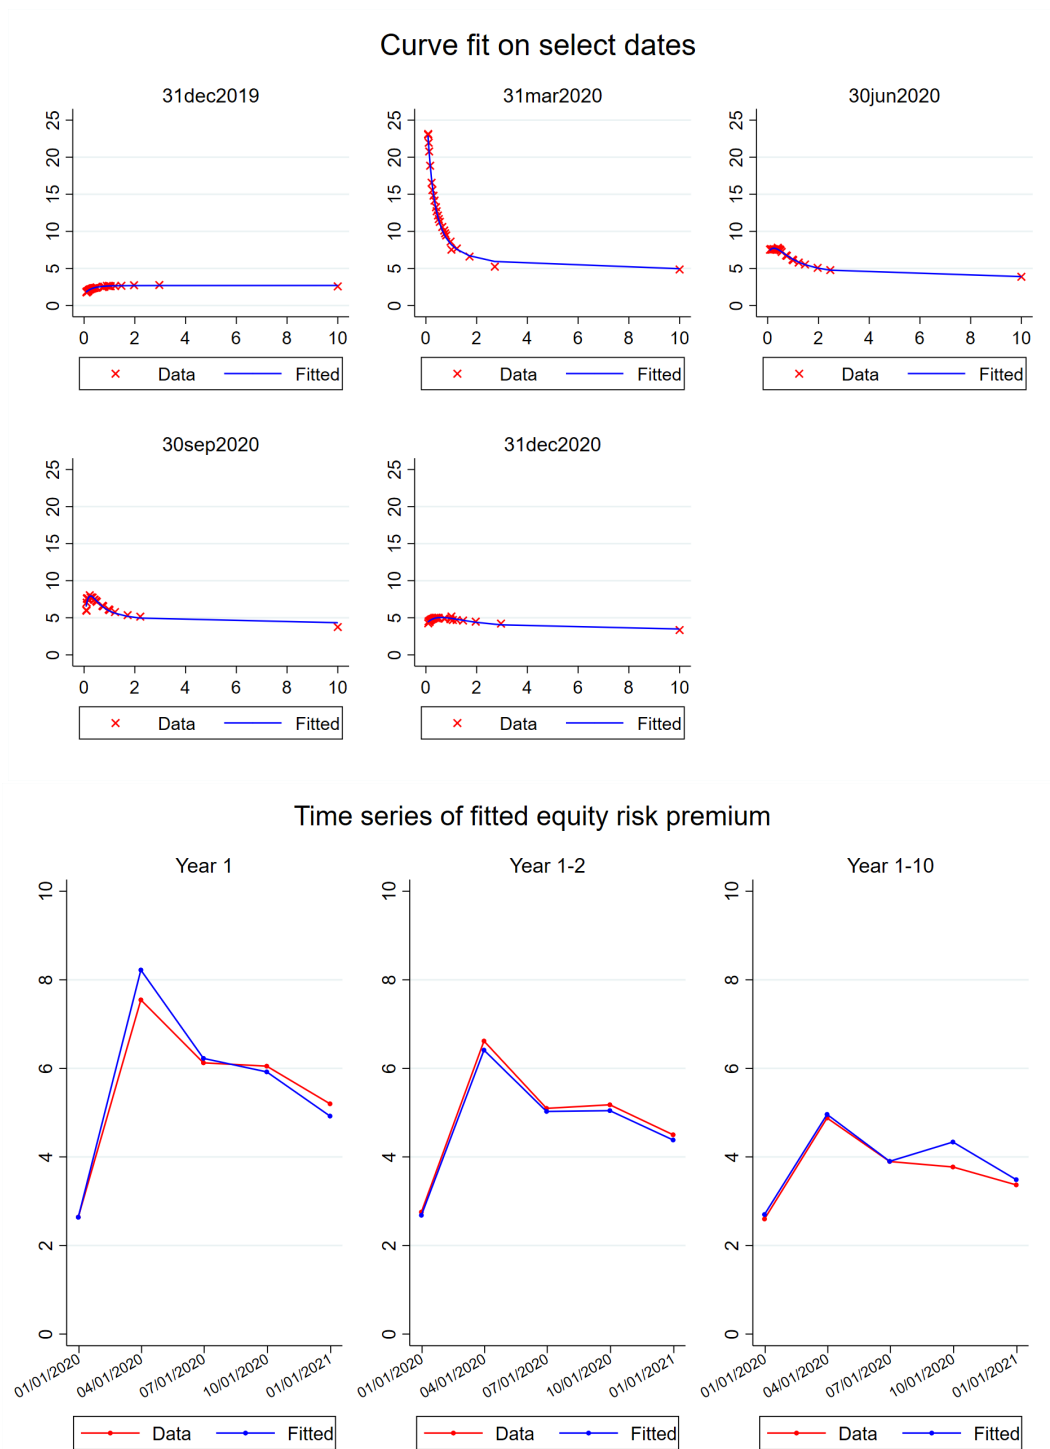 Curve fit on select dates
31dec2019
31mar2020
30jun2020
25
20
15
10
5
0
0 2 4 6 8 10
Data Fitted
25
20
15
10
5
0
0 2 4 6 8 10
Data Fitted
25
20
15
10
5
0
0 2 4 6 8 10
Data Fitted
30sep2020
31dec2020
25
20
15
10
5
0
0 2 4 6 8 10
Data Fitted
25
20
15
10
5
0
0 2 4 6 8 10
Data Fitted
Time series of fitted equity risk premium
Year 1
Year 1-2
Year 1-10
10
8
6
4
2
0
01/01/2020 04/01/2020 07/01/2020 10/01/2020 01/01/2021
Data Fitted
10
8
6
4
2
0
01/01/2020 04/01/2020 07/01/2020 10/01/2020 01/01/2021
Data Fitted
10
8
6
4
2
0
01/01/2020 04/01/2020 07/01/2020 10/01/2020 01/01/2021
Data Fitted